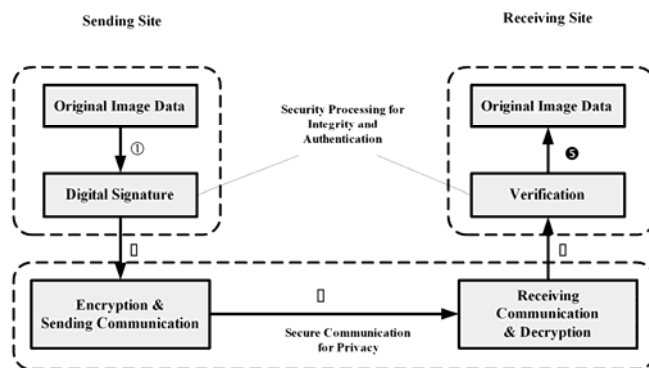 Sending Site
Receiving Site
Original Image Data
①
Digital Signature
▯
Security Processing for
Integrity and
Authentication
Original Image Data
❺
Verification
▯
Encryption &
Sending Communication
▯
Secure Communication
for Privacy
Receiving
Communication
& Decryption